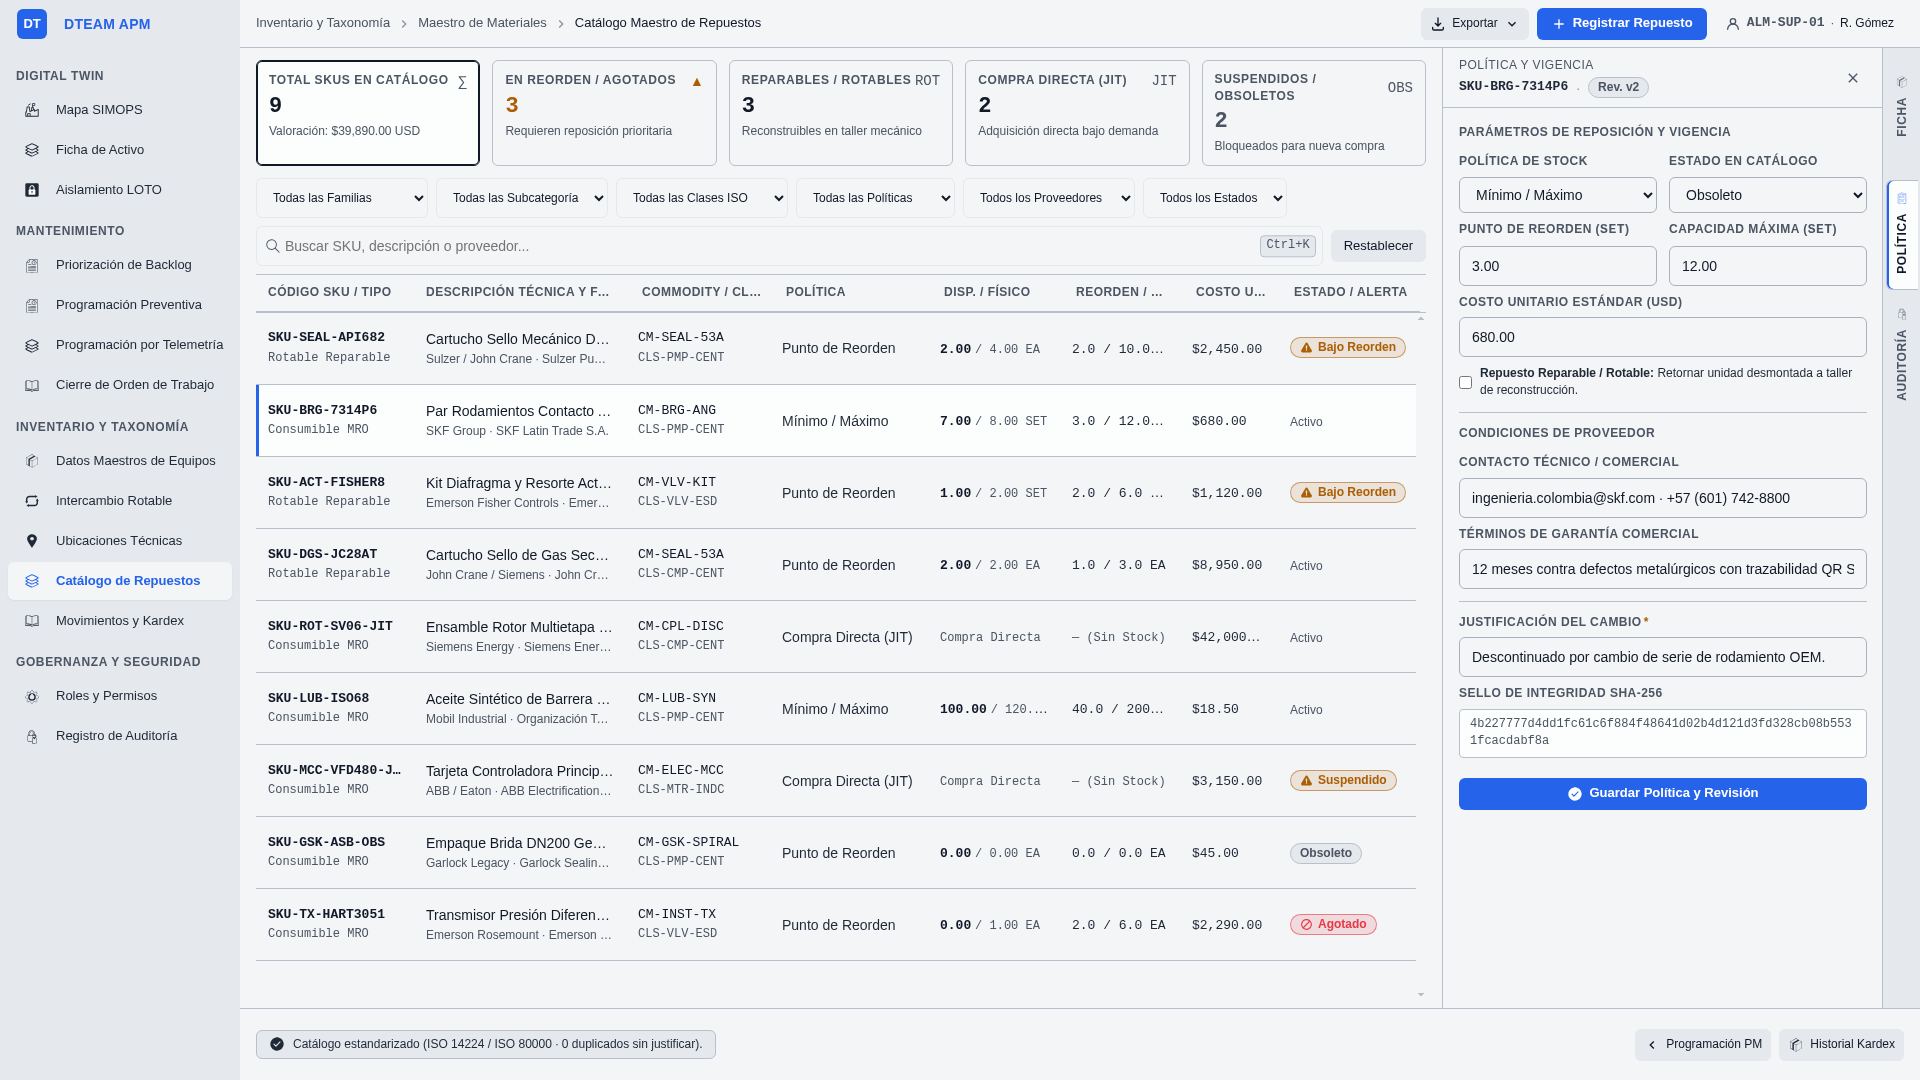 DT DTEAM APM
DIGITAL TWIN
Mapa SIMOPS
Ficha de Activo
Aislamiento LOTO
MANTENIMIENTO
Priorización de Backlog
Programación Preventiva
Programación por Telemetría
Cierre de Orden de Trabajo
INVENTARIO Y TAXONOMÍA
Datos Maestros de Equipos
Intercambio Rotable
Ubicaciones Técnicas
Catálogo de Repuestos
Movimientos y Kardex
GOBERNANZA Y SEGURIDAD
Roles y Permisos
Registro de Auditoría
Inventario y Taxonomía > Maestro de Materiales > Catálogo Maestro de Repuestos
Exportar
+ Registrar Repuesto
ALM-SUP-01 · R. Gómez
TOTAL SKUS EN CATÁLOGO ∑
9
Valoración: $39,890.00 USD
EN REORDEN / AGOTADOS ▲
3
Requieren reposición prioritaria
REPARABLES / ROTABLES ROT
3
Reconstruibles en taller mecánico
COMPRA DIRECTA (JIT) JIT
2
Adquisición directa bajo demanda
SUSPENDIDOS / OBSOLETOS OBS
2
Bloqueados para nueva compra
Todas las Familias
Todas las Subcategoría
Todas las Clases ISO
Todas las Políticas
Todos los Proveedores
Todos los Estados
Buscar SKU, descripción o proveedor... Ctrl+K
Restablecer
CÓDIGO SKU / TIPO DESCRIPCIÓN TÉCNICA Y F… COMMODITY / CL… POLÍTICA DISP. / FÍSICO REORDEN / … COSTO U… ESTADO / ALERTA
SKU-SEAL-API682 Cartucho Sello Mecánico D… CM-SEAL-53A Punto de Reorden 2.00 / 4.00 EA 2.0 / 10.0… $2,450.00 Bajo Reorden
Rotable Reparable Sulzer / John Crane · Sulzer Pu… CLS-PMP-CENT
SKU-BRG-7314P6 Par Rodamientos Contacto … CM-BRG-ANG Mínimo / Máximo 7.00 / 8.00 SET 3.0 / 12.0… $680.00 Activo
Consumible MRO SKF Group · SKF Latin Trade S.A. CLS-PMP-CENT
SKU-ACT-FISHER8 Kit Diafragma y Resorte Act… CM-VLV-KIT Punto de Reorden 1.00 / 2.00 SET 2.0 / 6.0 … $1,120.00 Bajo Reorden
Rotable Reparable Emerson Fisher Controls · Emer… CLS-VLV-ESD
SKU-DGS-JC28AT Cartucho Sello de Gas Sec… CM-SEAL-53A Punto de Reorden 2.00 / 2.00 EA 1.0 / 3.0 EA $8,950.00 Activo
Rotable Reparable John Crane / Siemens · John Cr… CLS-CMP-CENT
SKU-ROT-SV06-JIT Ensamble Rotor Multietapa … CM-CPL-DISC Compra Directa (JIT) Compra Directa — (Sin Stock) $42,000… Activo
Consumible MRO Siemens Energy · Siemens Ener… CLS-CMP-CENT
SKU-LUB-ISO68 Aceite Sintético de Barrera … CM-LUB-SYN Mínimo / Máximo 100.00 / 120.… 40.0 / 200… $18.50 Activo
Consumible MRO Mobil Industrial · Organización T… CLS-PMP-CENT
SKU-MCC-VFD480-J… Tarjeta Controladora Princip… CM-ELEC-MCC Compra Directa (JIT) Compra Directa — (Sin Stock) $3,150.00 Suspendido
Consumible MRO ABB / Eaton · ABB Electrification… CLS-MTR-INDC
SKU-GSK-ASB-OBS Empaque Brida DN200 Ge… CM-GSK-SPIRAL Punto de Reorden 0.00 / 0.00 EA 0.0 / 0.0 EA $45.00 Obsoleto
Consumible MRO Garlock Legacy · Garlock Sealin… CLS-PMP-CENT
SKU-TX-HART3051 Transmisor Presión Diferen… CM-INST-TX Punto de Reorden 0.00 / 1.00 EA 2.0 / 6.0 EA $2,290.00 Agotado
Consumible MRO Emerson Rosemount · Emerson … CLS-VLV-ESD
POLÍTICA Y VIGENCIA
SKU-BRG-7314P6 · Rev. v2
PARÁMETROS DE REPOSICIÓN Y VIGENCIA
POLÍTICA DE STOCK ESTADO EN CATÁLOGO
Mínimo / Máximo Obsoleto
PUNTO DE REORDEN (SET) CAPACIDAD MÁXIMA (SET)
3.00 12.00
COSTO UNITARIO ESTÁNDAR (USD)
680.00
Repuesto Reparable / Rotable: Retornar unidad desmontada a taller
de reconstrucción.
CONDICIONES DE PROVEEDOR
CONTACTO TÉCNICO / COMERCIAL
ingenieria.colombia@skf.com · +57 (601) 742-8800
TÉRMINOS DE GARANTÍA COMERCIAL
12 meses contra defectos metalúrgicos con trazabilidad QR S
JUSTIFICACIÓN DEL CAMBIO *
Descontinuado por cambio de serie de rodamiento OEM.
SELLO DE INTEGRIDAD SHA-256
4b227777d4dd1fc61c6f884f48641d02b4d121d3fd328cb08b553
1fcacdabf8a
Guardar Política y Revisión
FICHA
POLÍTICA
AUDITORÍA
Catálogo estandarizado (ISO 14224 / ISO 80000 · 0 duplicados sin justificar).
Programación PM
Historial Kardex